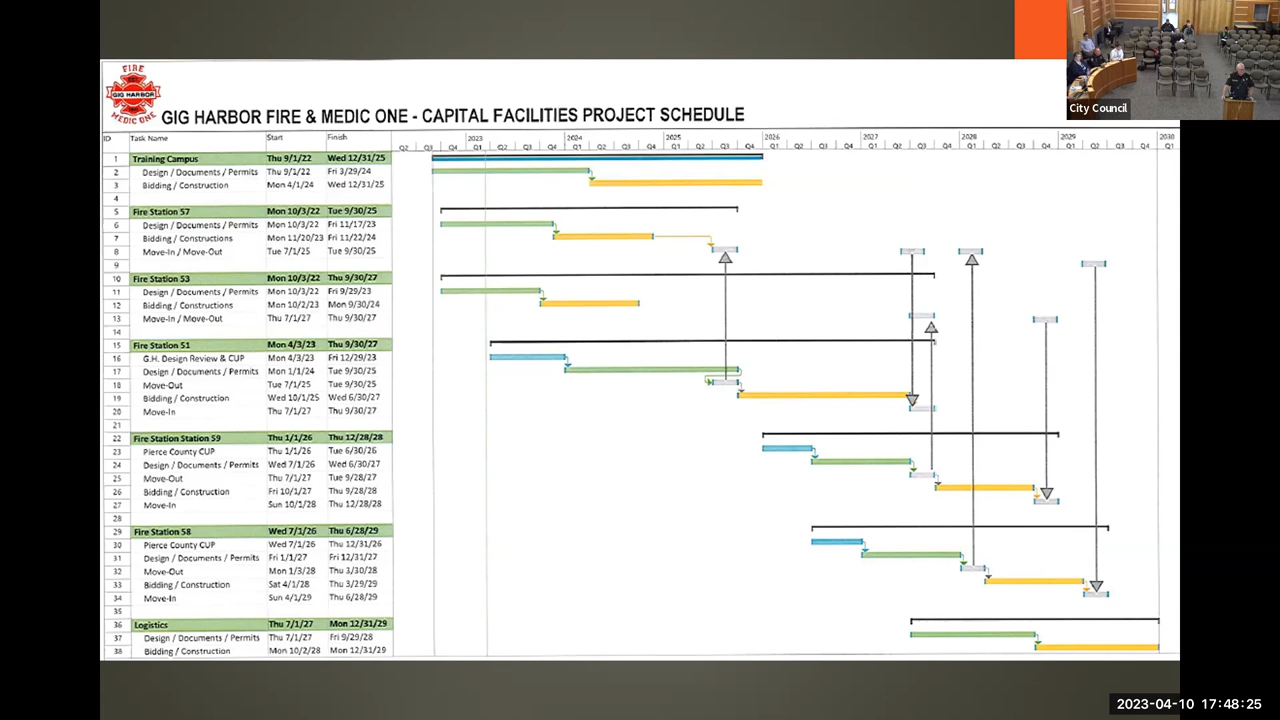 City Council
FIRE
GIG HARBOR
MEDIC ONE
GIG HARBOR FIRE & MEDIC ONE - CAPITAL FACILITIES PROJECT SCHEDULE
ID Task Name Start Finish 2023 2024 2025 2026 2027 2028 2029 2030
Q2 Q3 Q4 Q1 Q2 Q3 Q4 Q1 Q2 Q3 Q4 Q1 Q2 Q3 Q4 Q1 Q2 Q3 Q4 Q1 Q2 Q3 Q4 Q1 Q2 Q3 Q4 Q1 Q2 Q3 Q4 Q1
1 Training Campus Thu 9/1/22 Wed 12/31/25
2 Design / Documents / Permits Thu 9/1/22 Fri 3/29/24
3 Bidding / Construction Mon 4/1/24 Wed 12/31/25
4
5 Fire Station 57 Mon 10/3/22 Tue 9/30/25
6 Design / Documents / Permits Mon 10/3/22 Fri 11/17/23
7 Bidding / Constructions Mon 11/20/23 Fri 11/22/24
8 Move-In / Move-Out Tue 7/1/25 Tue 9/30/25
9
10 Fire Station 53 Mon 10/3/22 Thu 9/30/27
11 Design / Documents / Permits Mon 10/3/22 Fri 9/29/23
12 Bidding / Constructions Mon 10/2/23 Mon 9/30/24
13 Move-In / Move-Out Thu 7/1/27 Thu 9/30/27
14
15 Fire Station 51 Mon 4/3/23 Thu 9/30/27
16 G.H. Design Review & CUP Mon 4/3/23 Fri 12/29/23
17 Design / Documents / Permits Mon 1/1/24 Tue 9/30/25
18 Move-Out Tue 7/1/25 Tue 9/30/25
19 Bidding / Construction Wed 10/1/25 Wed 6/30/27
20 Move-In Thu 7/1/27 Thu 9/30/27
21
22 Fire Station Station 59 Thu 1/1/26 Thu 12/28/28
23 Pierce County CUP Thu 1/1/26 Tue 6/30/26
24 Design / Documents / Permits Wed 7/1/26 Wed 6/30/27
25 Move-Out Thu 7/1/27 Tue 9/28/27
26 Bidding / Construction Fri 10/1/27 Thu 9/28/28
27 Move-In Sun 10/1/28 Thu 12/28/28
28
29 Fire Station 58 Wed 7/1/26 Thu 6/28/29
30 Pierce County CUP Wed 7/1/26 Thu 12/31/26
31 Design / Documents / Permits Fri 1/1/27 Fri 12/31/27
32 Move-Out Mon 1/3/28 Thu 3/30/28
33 Bidding / Construction Sat 4/1/28 Thu 3/29/29
34 Move-In Sun 4/1/29 Thu 6/28/29
35
36 Logistics Thu 7/1/27 Mon 12/31/29
37 Design / Documents / Permits Thu 7/1/27 Fri 9/29/28
38 Bidding / Construction Mon 10/2/28 Mon 12/31/29
2023-04-10 17:48:25